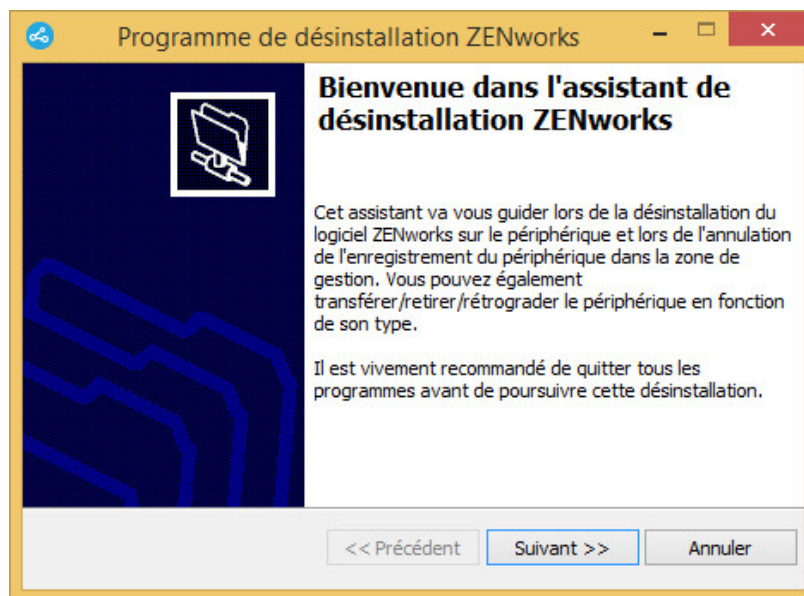 Programme de désinstallation ZENworks
Bienvenue dans l'assistant de
désinstallation ZENworks
Cet assistant va vous guider lors de la désinstallation du
logiciel ZENworks sur le périphérique et lors de l'annulation
de l'enregistrement du périphérique dans la zone de
gestion. Vous pouvez également
transférer/retirer/rétrograder le périphérique en fonction
de son type.
Il est vivement recommandé de quitter tous les
programmes avant de poursuivre cette désinstallation.
<< Précédent
Suivant >>
Annuler